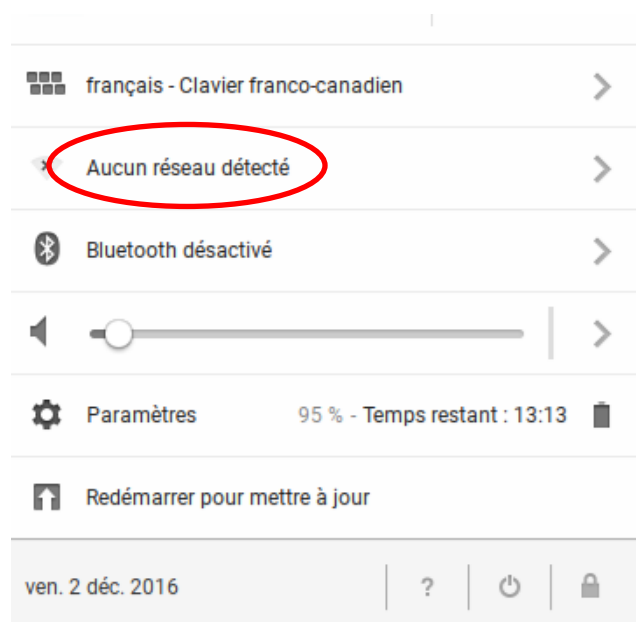 français - Clavier franco-canadien
Aucun réseau détecté
Bluetooth désactivé
Paramètres 95 % - Temps restant : 13:13
Redémarrer pour mettre à jour
ven. 2 déc. 2016 ?